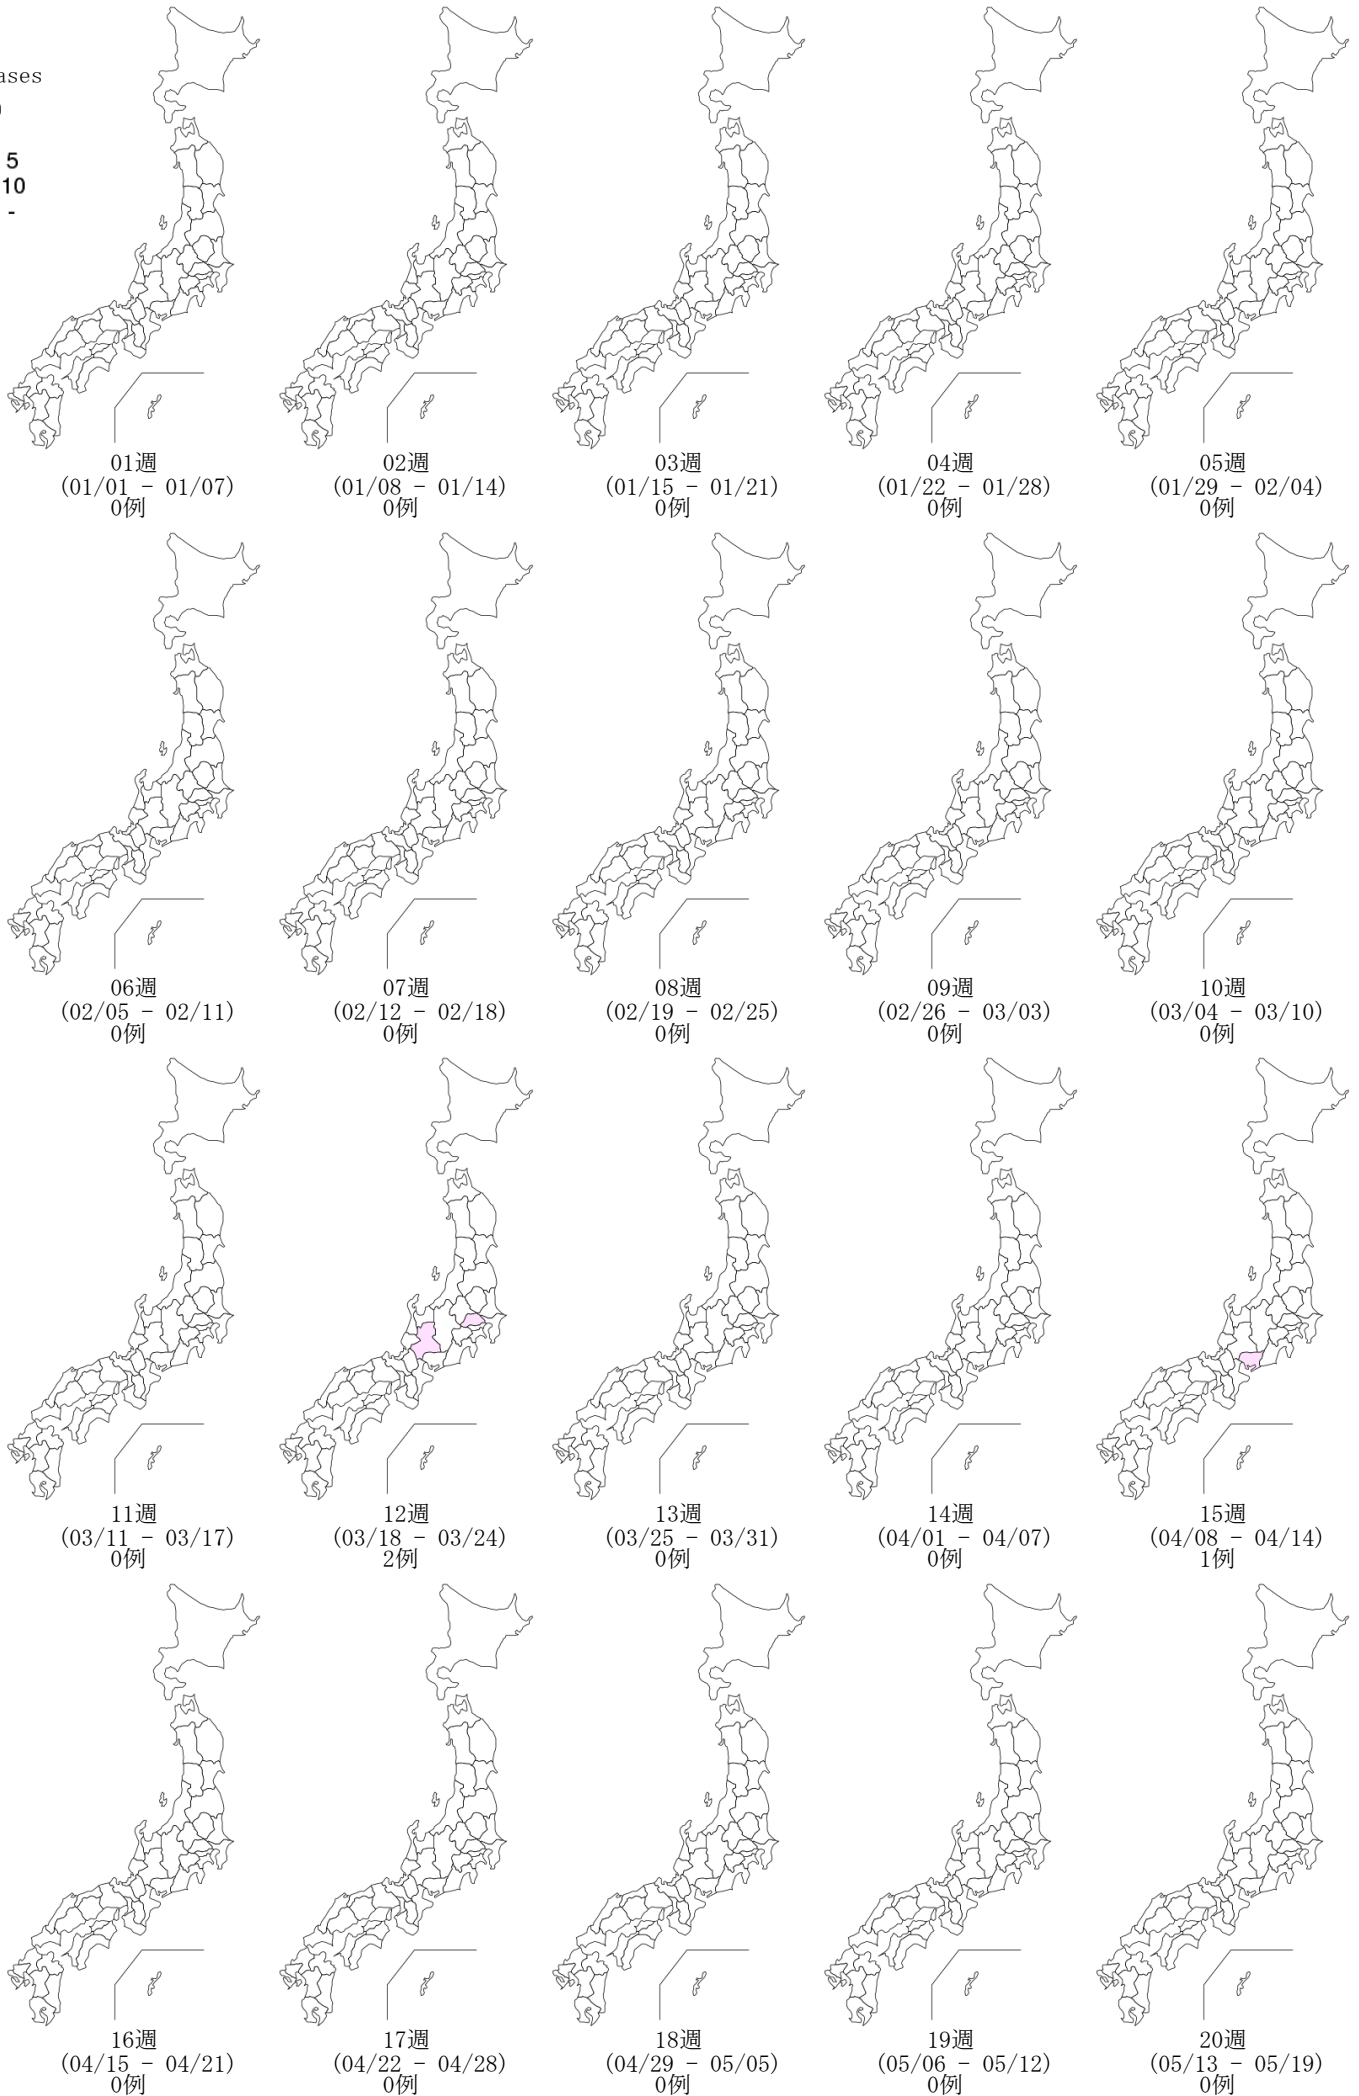 ases
5
10
-
01週
(01/01 - 01/07)
0例
02週
(01/08 - 01/14)
0例
03週
(01/15 - 01/21)
0例
04週
(01/22 - 01/28)
0例
05週
(01/29 - 02/04)
0例
06週
(02/05 - 02/11)
0例
07週
(02/12 - 02/18)
0例
08週
(02/19 - 02/25)
0例
09週
(02/26 - 03/03)
0例
10週
(03/04 - 03/10)
0例
11週
(03/11 - 03/17)
0例
12週
(03/18 - 03/24)
2例
13週
(03/25 - 03/31)
0例
14週
(04/01 - 04/07)
0例
15週
(04/08 - 04/14)
1例
16週
(04/15 - 04/21)
0例
17週
(04/22 - 04/28)
0例
18週
(04/29 - 05/05)
0例
19週
(05/06 - 05/12)
0例
20週
(05/13 - 05/19)
0例